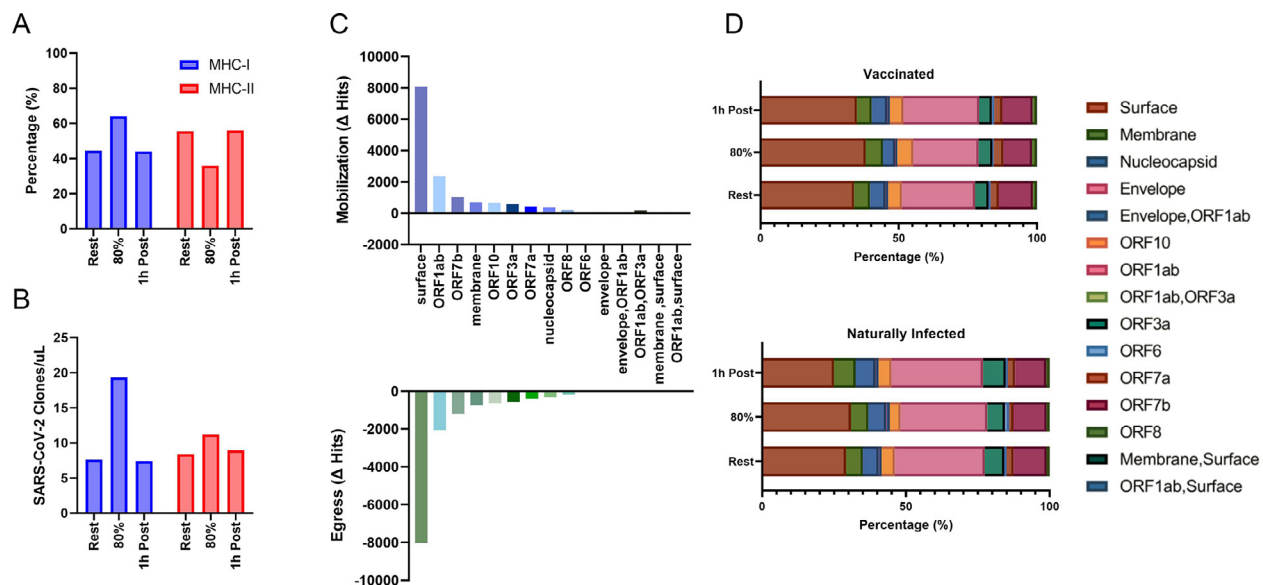 A
100
80
60
40
20
0
Percentage (%)
MHC-I
MHC-II
Rest
80%
1h Post
Rest
80%
1h Post
B
25
20
15
10
5
0
SARS-CoV-2 Clones/uL
Rest
80%
1h Post
Rest
80%
1h Post
C
10000
8000
6000
4000
2000
0
-2000
Mobilization (Δ Hits)
surface
ORF1ab
ORF7b
membrane
ORF10
ORF3a
ORF7a
nucleocapsid
ORF8
ORF6
envelope
envelope,ORF1ab
ORF1ab,ORF3a
membrane ,surface
ORF1ab,surface
0
-2000
-4000
-6000
-8000
-10000
Egress (Δ Hits)
D
Vaccinated
1h Post
80%
Rest
0
50
100
Percentage (%)
Naturally Infected
1h Post
80%
Rest
0
50
100
Percentage (%)
Surface
Membrane
Nucleocapsid
Envelope
Envelope,ORF1ab
ORF10
ORF1ab
ORF1ab,ORF3a
ORF3a
ORF6
ORF7a
ORF7b
ORF8
Membrane,Surface
ORF1ab,Surface